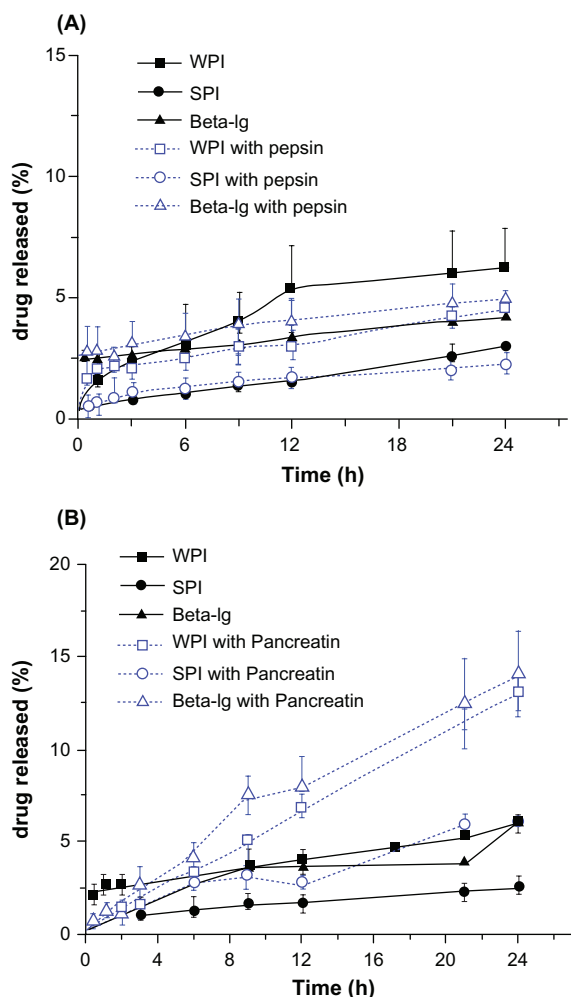 (A)
15
10
5
0
drug released (%)
WPI
SPI
Beta-lg
WPI with pepsin
SPI with pepsin
Beta-lg with pepsin
0 6 12 18 24
Time (h)
(B)
20
15
10
5
0
drug released (%)
WPI
SPI
Beta-lg
WPI with Pancreatin
SPI with Pancreatin
Beta-lg with Pancreatin
0 4 8 12 16 20 24
Time (h)